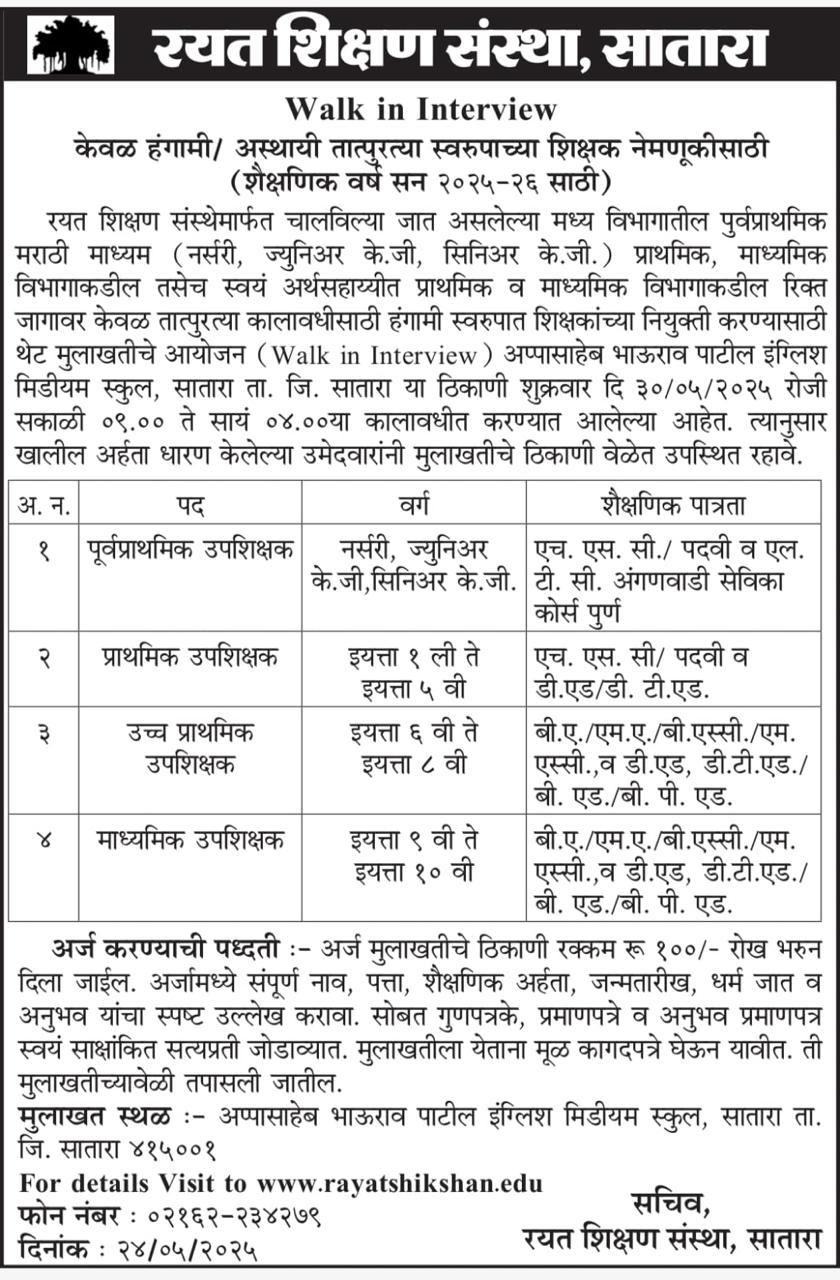 रयत शिक्षण संस्था, सातारा
Walk in Interview
केवळ हंगामी/ अस्थायी तात्पुरत्या स्वरुपाच्या शिक्षक नेमणूकीसाठी
(शैक्षणिक वर्ष सन २०२५-२६ साठी)
रयत शिक्षण संस्थेमार्फत चालविल्या जात असलेल्या मध्य विभागातील पुर्वप्राथमिक
मराठी माध्यम (नर्सरी, ज्युनिअर के.जी, सिनिअर के.जी.) प्राथमिक, माध्यमिक
विभागाकडील तसेच स्वयं अर्थसहाय्यीत प्राथमिक व माध्यमिक विभागाकडील रिक्त
जागावर केवळ तात्पुरत्या कालावधीसाठी हंगामी स्वरुपात शिक्षकांच्या नियुक्ती करण्यासाठी
थेट मुलाखतीचे आयोजन (Walk in Interview) अप्पासाहेब भाऊराव पाटील इंग्लिश
मिडीयम स्कुल, सातारा ता. जि. सातारा या ठिकाणी शुक्रवार दि ३०/०५/२०२५ रोजी
सकाळी ०९.०० ते सायं ०४.००या कालावधीत करण्यात आलेल्या आहेत. त्यानुसार
खालील अर्हता धारण केलेल्या उमेदवारांनी मुलाखतीचे ठिकाणी वेळेत उपस्थित रहावे.
अ. न. पद वर्ग शैक्षणिक पात्रता
१ पूर्वप्राथमिक उपशिक्षक नर्सरी, ज्युनिअर एच. एस. सी./ पदवी व एल.
के.जी,सिनिअर के.जी. टी. सी. अंगणवाडी सेविका
कोर्स पुर्ण
२ प्राथमिक उपशिक्षक इयत्ता १ ली ते एच. एस. सी/ पदवी व
इयत्ता ५ वी डी.एड/डी. टी.एड.
३ उच्च प्राथमिक इयत्ता ६ वी ते बी.ए./एम.ए./बी.एस्सी./एम.
उपशिक्षक इयत्ता ८ वी एस्सी.,व डी.एड, डी.टी.एड./
बी. एड./बी. पी. एड.
४ माध्यमिक उपशिक्षक इयत्ता ९ वी ते बी.ए./एम.ए./बी.एस्सी./एम.
इयत्ता १० वी एस्सी.,व डी.एड, डी.टी.एड./
बी. एड./बी. पी. एड.
अर्ज करण्याची पध्दती :- अर्ज मुलाखतीचे ठिकाणी रक्कम रू १००/- रोख भरुन
दिला जाईल. अर्जामध्ये संपूर्ण नाव, पत्ता, शैक्षणिक अर्हता, जन्मतारीख, धर्म जात व
अनुभव यांचा स्पष्ट उल्लेख करावा. सोबत गुणपत्रके, प्रमाणपत्रे व अनुभव प्रमाणपत्र
स्वयं साक्षांकित सत्यप्रती जोडाव्यात. मुलाखतीला येताना मूळ कागदपत्रे घेऊन यावीत. ती
मुलाखतीच्यावेळी तपासली जातील.
मुलाखत स्थळ :- अप्पासाहेब भाऊराव पाटील इंग्लिश मिडीयम स्कुल, सातारा ता.
जि. सातारा ४१५००१
For details Visit to www.rayatshikshan.edu
फोन नंबर : ०२१६२-२३४२७९
दिनांक : २४/०५/२०२५
सचिव,
रयत शिक्षण संस्था, सातारा